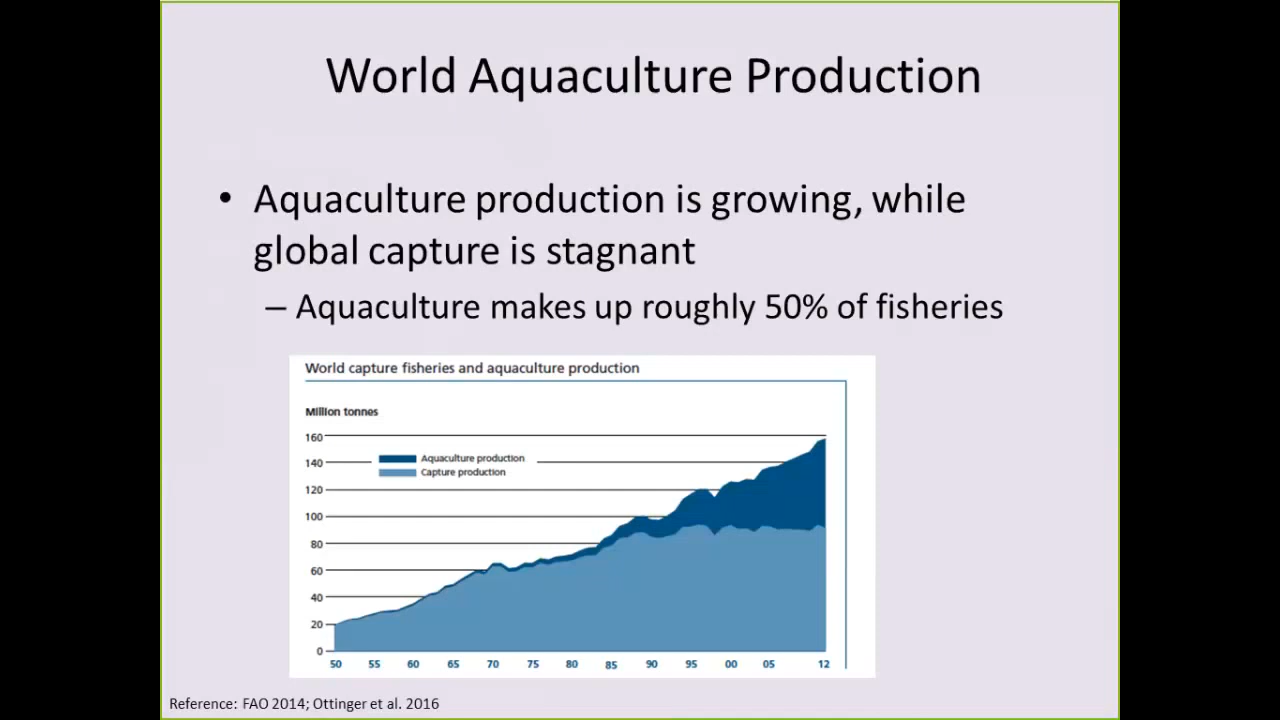 World Aquaculture Production
• Aquaculture production is growing, while
global capture is stagnant
– Aquaculture makes up roughly 50% of fisheries
World capture fisheries and aquaculture production
Million tonnes
160
Aquaculture production
140
Capture production
120
100
80
60
40
20
0
50 55 60 65 70 75 80 85 90 95 00 05 12
Reference: FAO 2014; Ottinger et al. 2016